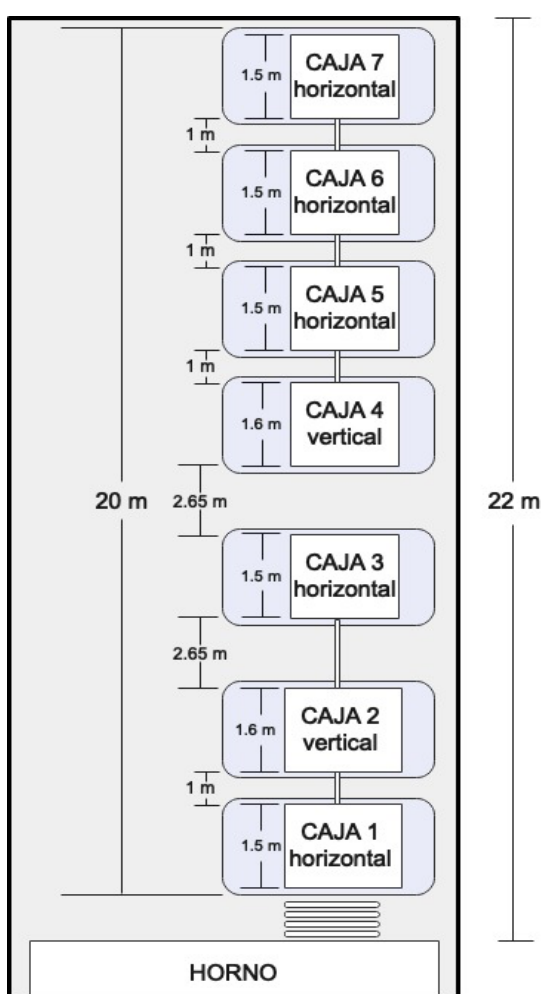 CAJA 7
horizontal
1.5 m
1 m
CAJA 6
horizontal
1.5 m
1 m
CAJA 5
horizontal
1.5 m
1 m
CAJA 4
vertical
1.6 m
20 m
2.65 m
22 m
CAJA 3
horizontal
1.5 m
2.65 m
CAJA 2
vertical
1.6 m
1 m
CAJA 1
horizontal
1.5 m
HORNO